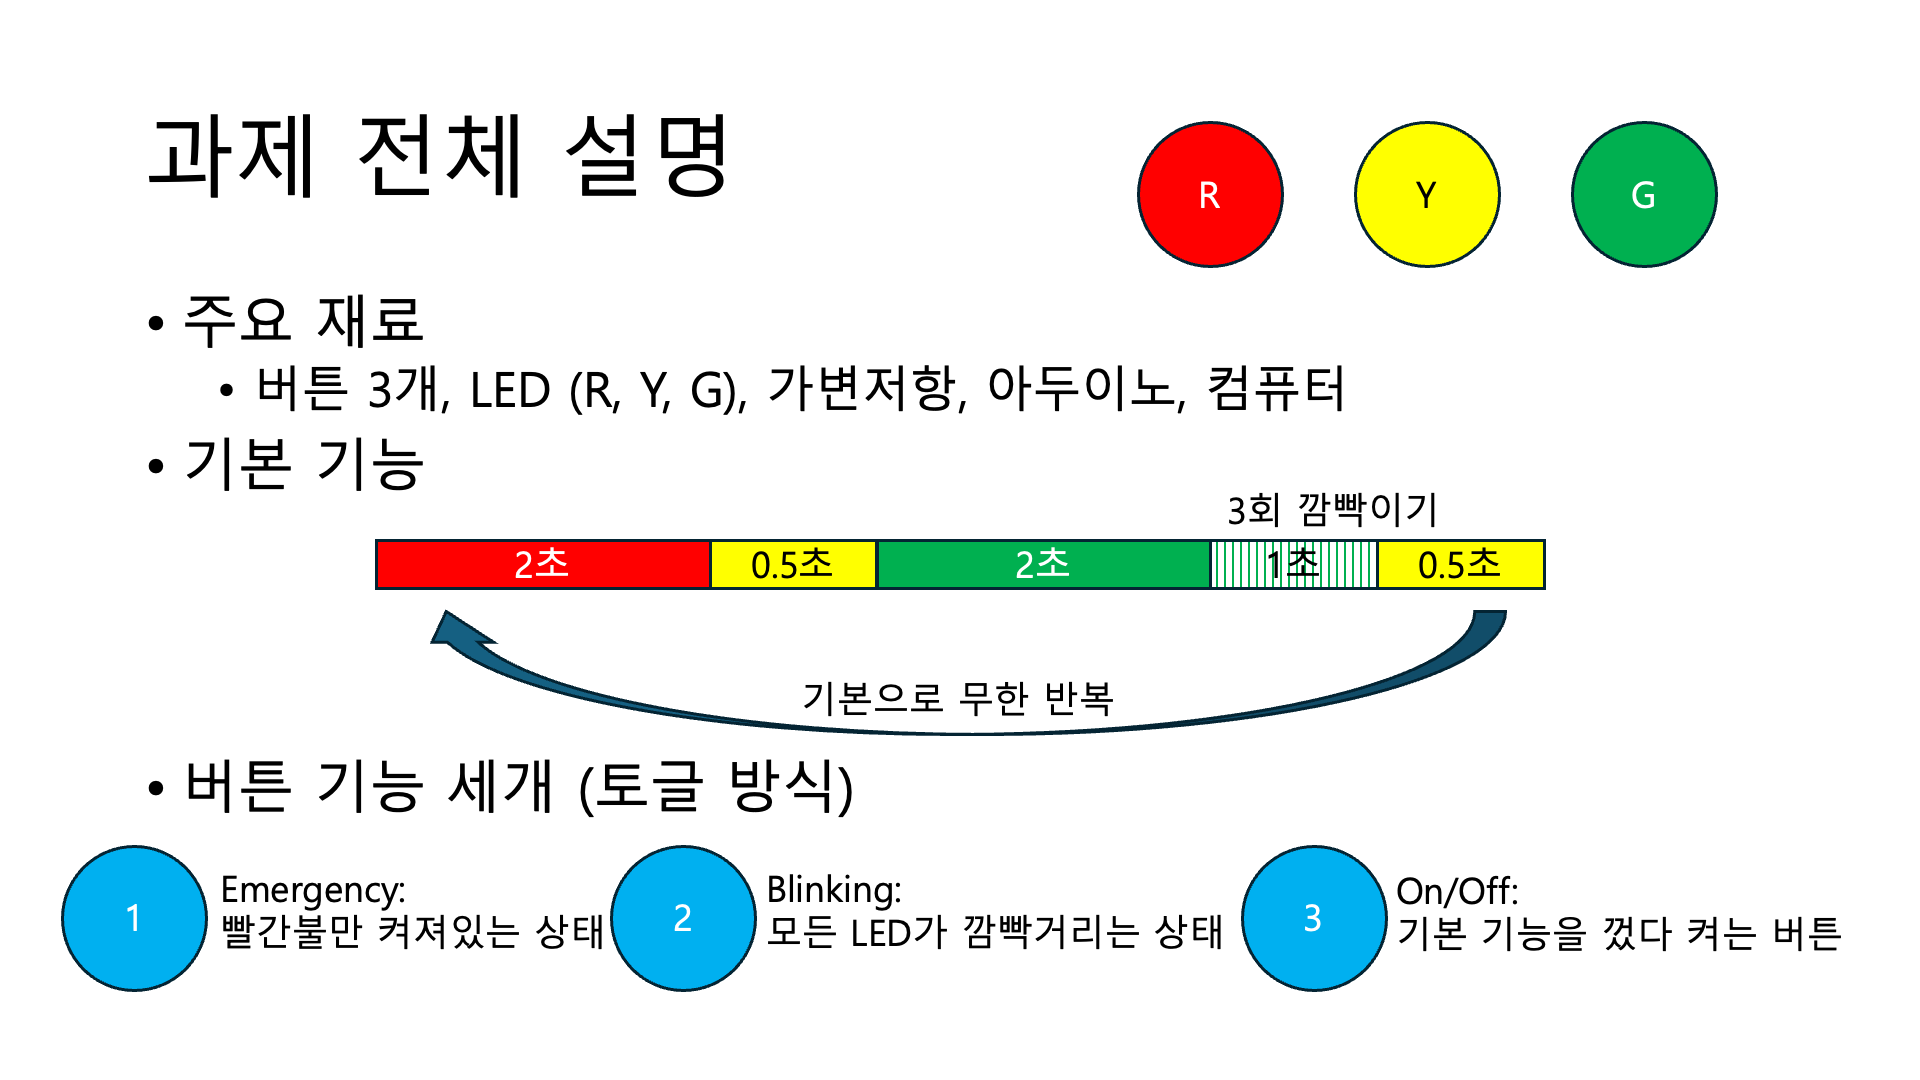 과제 전체 설명
R
Y
G
• 주요 재료
• 버튼 3개, LED (R, Y, G), 가변저항, 아두이노, 컴퓨터
• 기본 기능
3회 깜빡이기
2초
0.5초
2초
1초
0.5초
기본으로 무한 반복
• 버튼 기능 세개 (토글 방식)
1
Emergency:
빨간불만 켜져있는 상태
2
Blinking:
모든 LED가 깜빡거리는 상태
3
On/Off:
기본 기능을 껐다 켜는 버튼